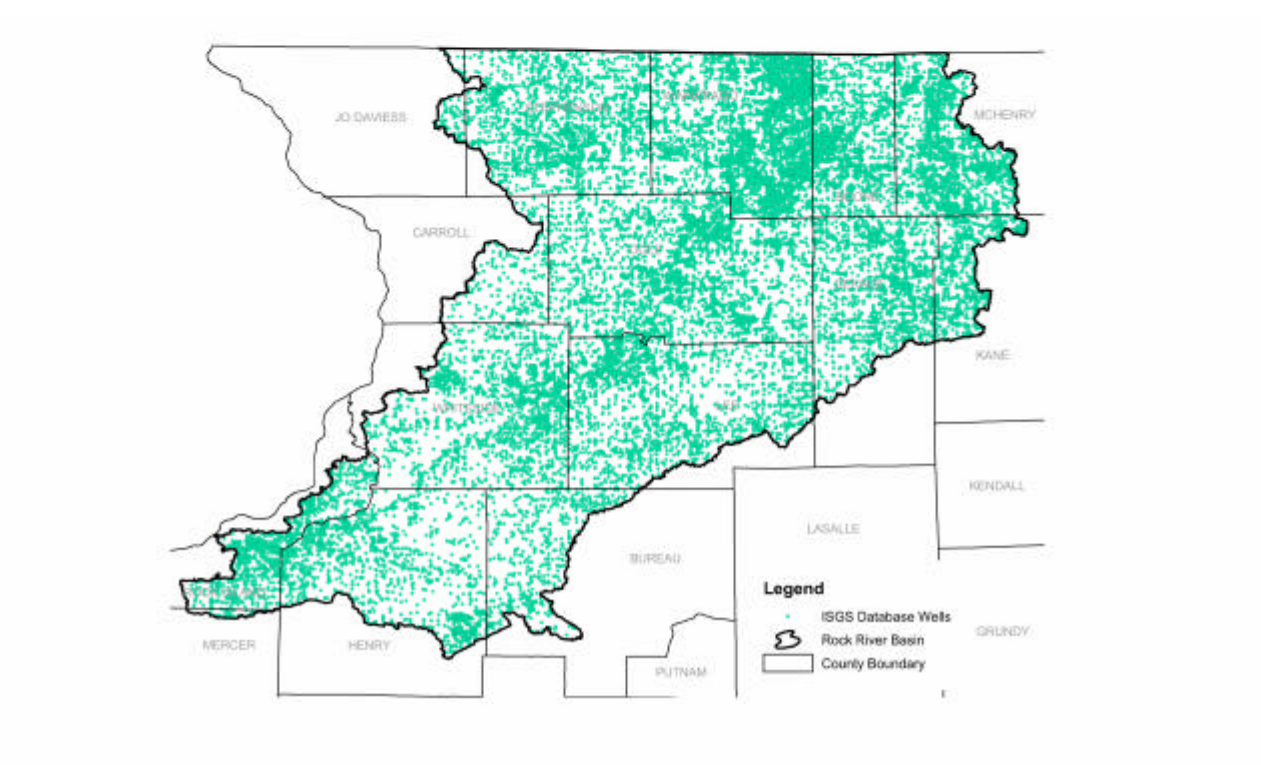 JO DAVIESS
MCHENRY
CARROLL
KANE
KENDALL
LASALLE
BUREAU
Legend
ISGS Database Wells
Rock River Basin
County Boundary
GRUNDY
MERCER
HENRY
PUTNAM
LEE